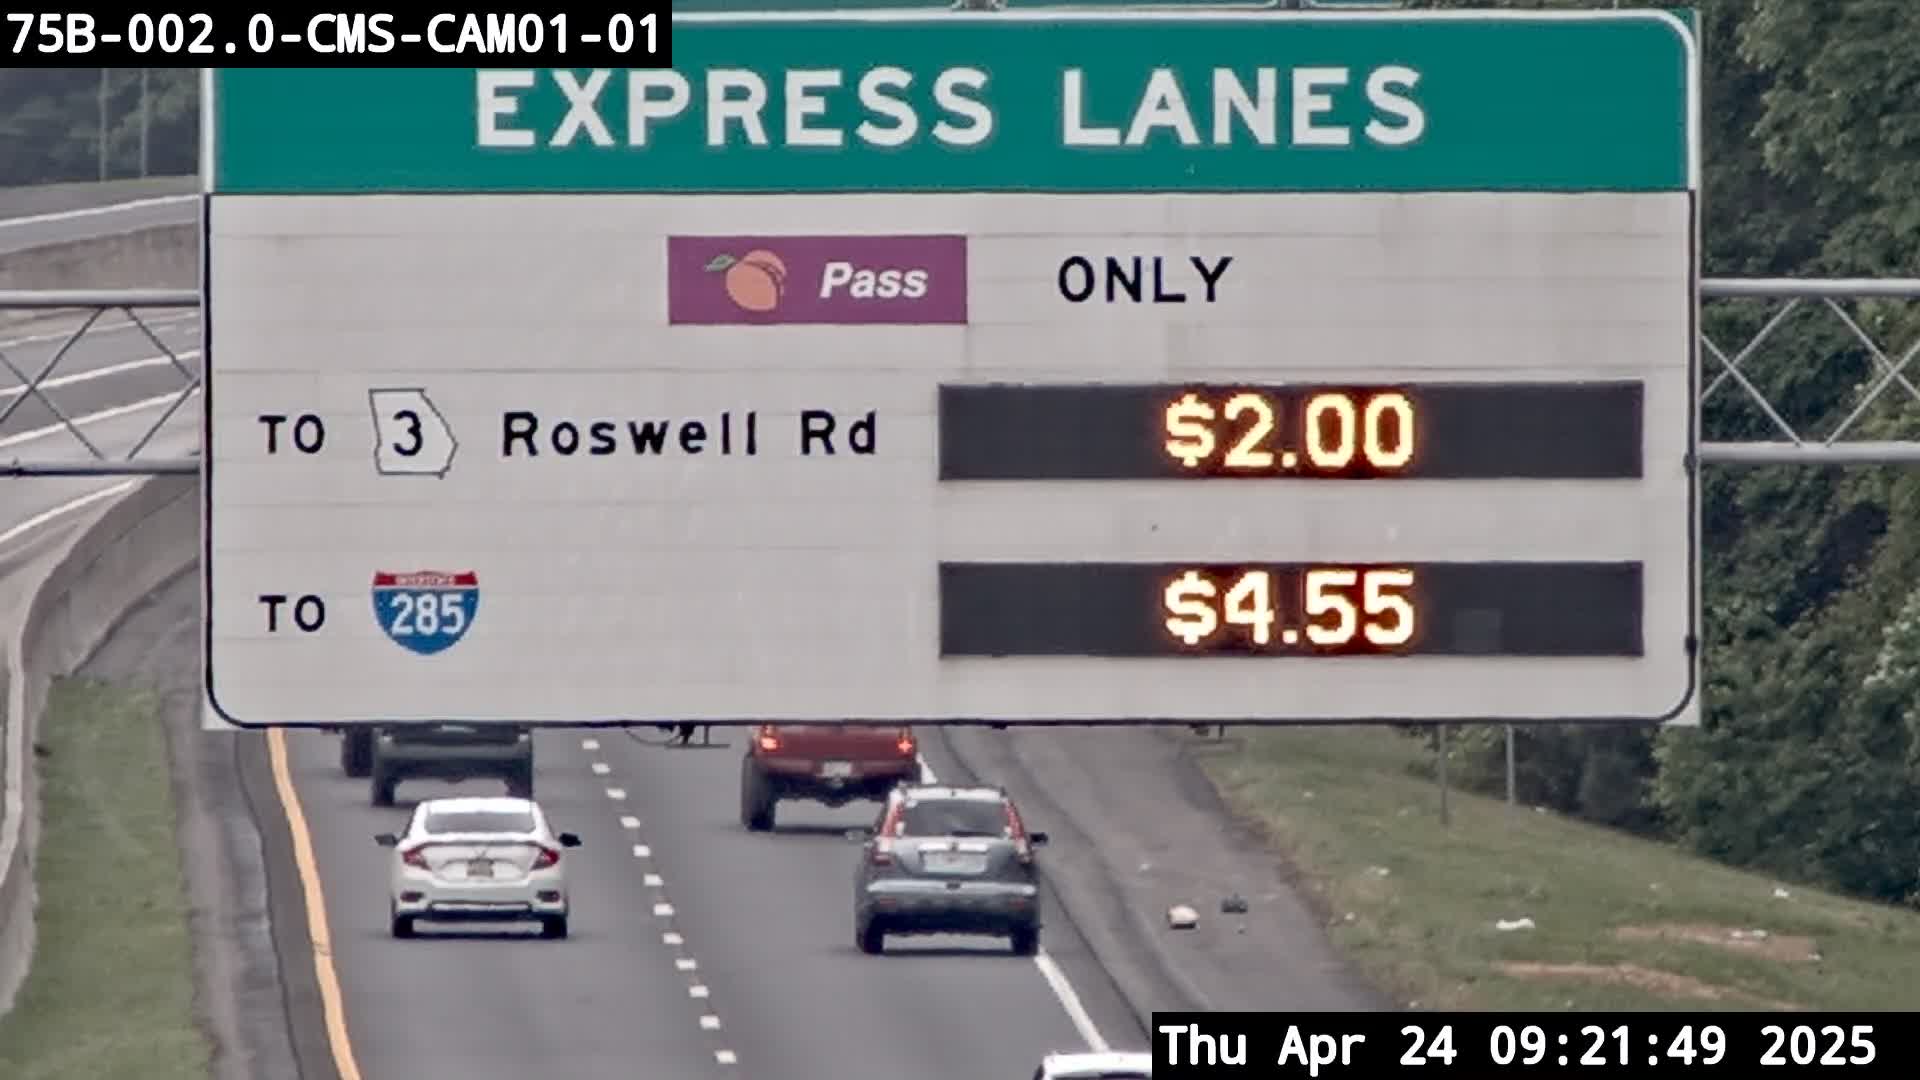 75B-002.0-CMS-CAM01-01
EXPRESS LANES
Pass ONLY
TO 3 Roswell Rd $2.00
TO INTERSTATE 285 $4.55
Thu Apr 24 09:21:49 2025